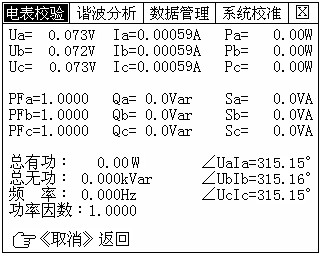 电表校验 谐波分析 数据管理 系统校准
Ua= 0.073V Ia=0.00059A Pa= 0.00W
Ub= 0.072V Ib=0.00059A Pb= 0.00W
Uc= 0.073V Ic=0.00059A Pc= 0.00W
PFa=1.0000 Qa= 0.0Var Sa= 0.0VA
PFb=1.0000 Qb= 0.0Var Sb= 0.0VA
PFc=1.0000 Qc= 0.0Var Sc= 0.0VA
总有功: 0.00W ∠UaIa=315.15°
总无功: 0.000kVar ∠UbIb=315.16°
频 率: 0.000Hz ∠UcIc=315.15°
功率因数:1.0000
《取消》返回